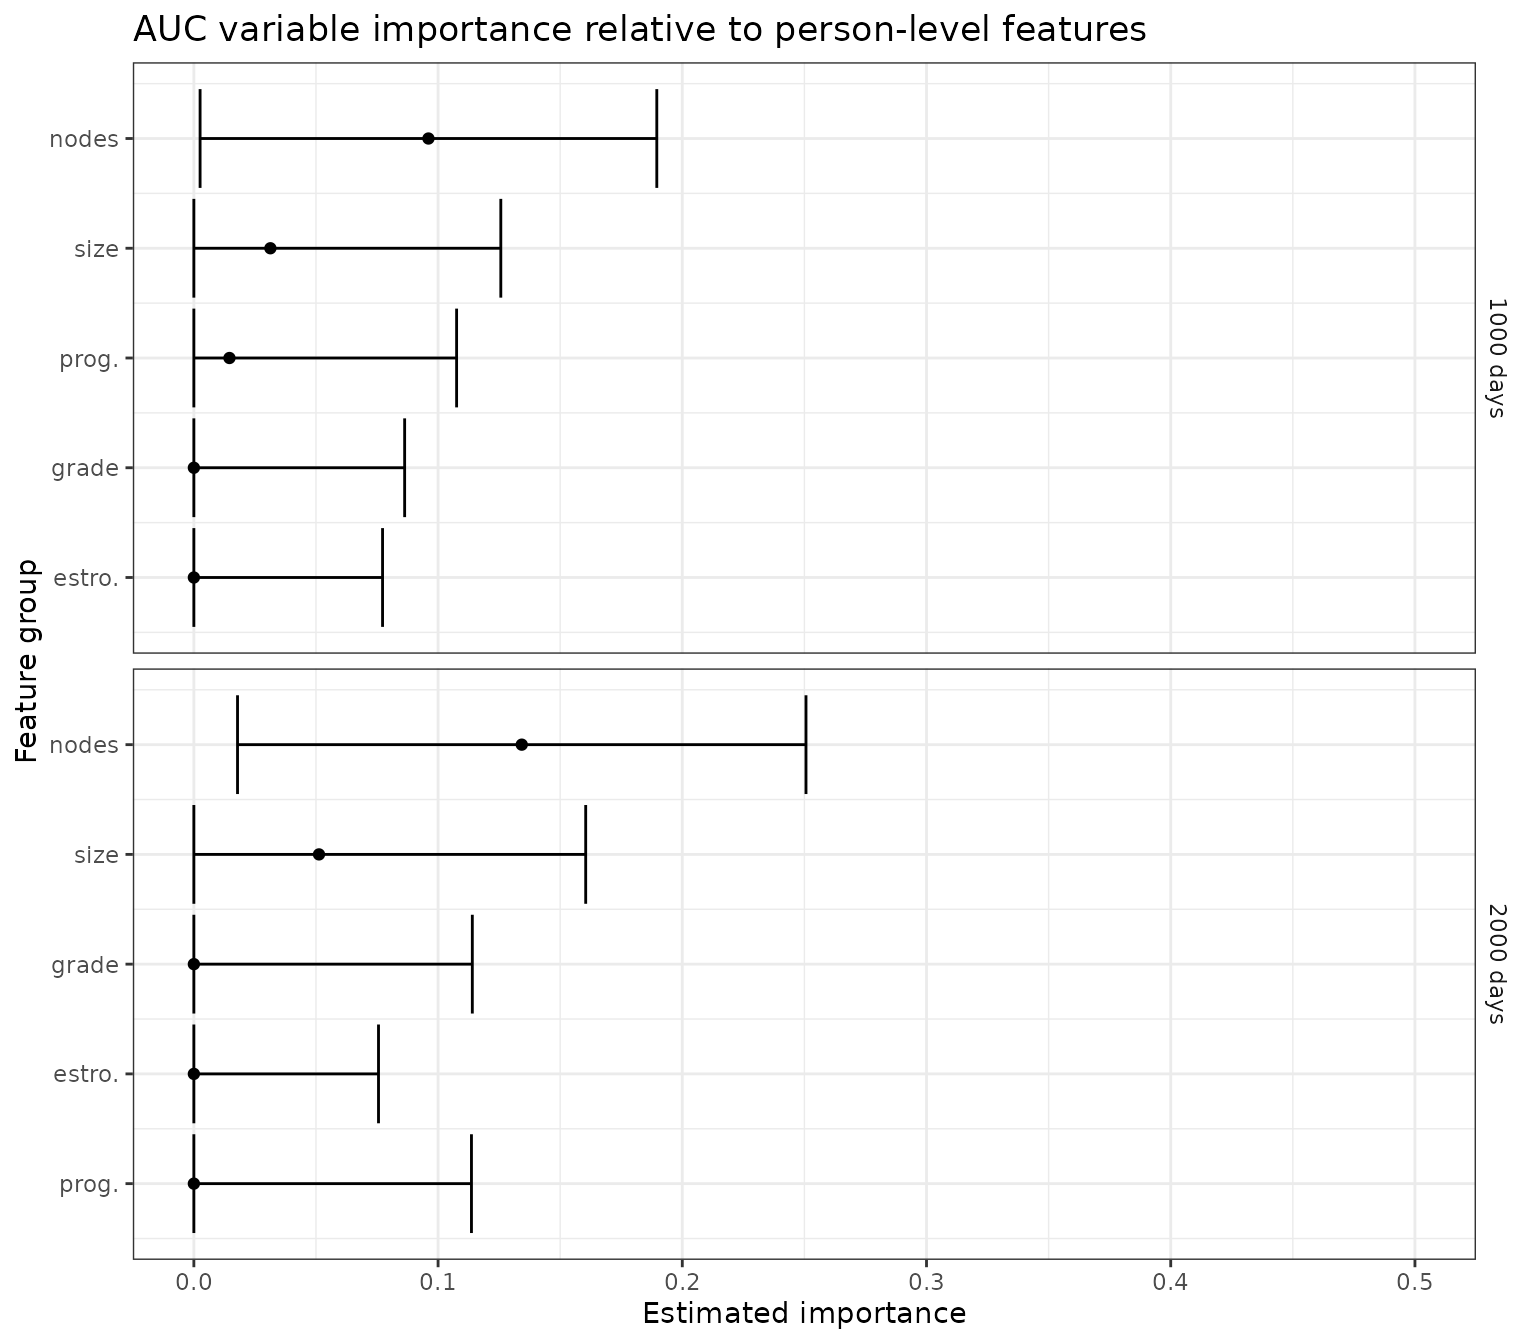 AUC variable importance relative to person-level features
Feature group
nodes
size
prog.
grade
estro.
1000 days
nodes
size
grade
estro.
prog.
2000 days
0.0 0.1 0.2 0.3 0.4 0.5
Estimated importance